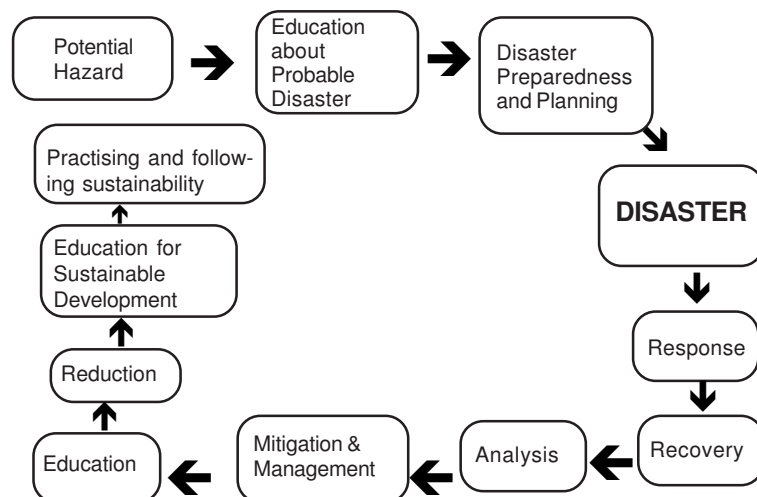 Potential
Hazard
Education
about
Probable
Disaster
Disaster
Preparedness
and Planning
DISASTER
Response
Recovery
Analysis
Mitigation &
Management
Education
Reduction
Education for
Sustainable
Development
Practising and follow-
ing sustainability